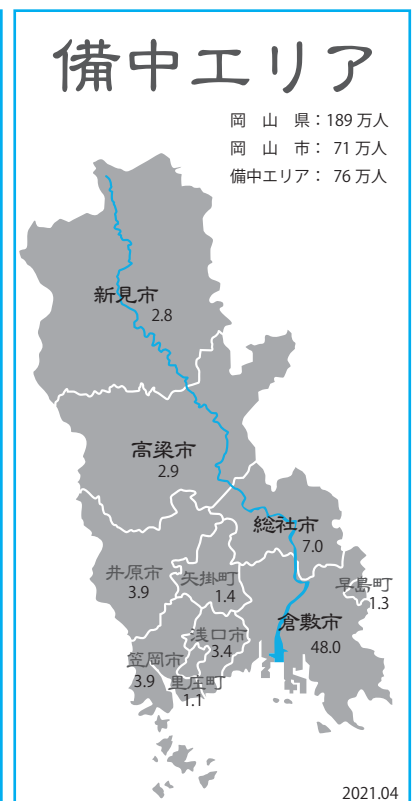 備中エリア
岡　山　県：189 万人
岡　山　市： 71 万人
備中エリア： 76 万人
新見市
2.8
高梁市
2.9
総社市
7.0
井原市
3.9
矢掛町
1.4
早島町
1.3
倉敷市
48.0
浅口市
3.4
笠岡市
3.9
里庄町
1.1
2021.04